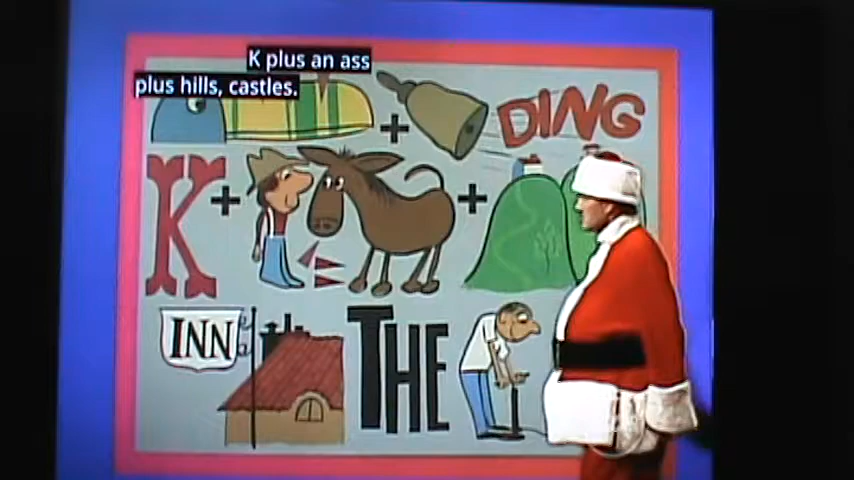 K plus an ass
plus hills, castles.
+
DING
K + +
INN
THE